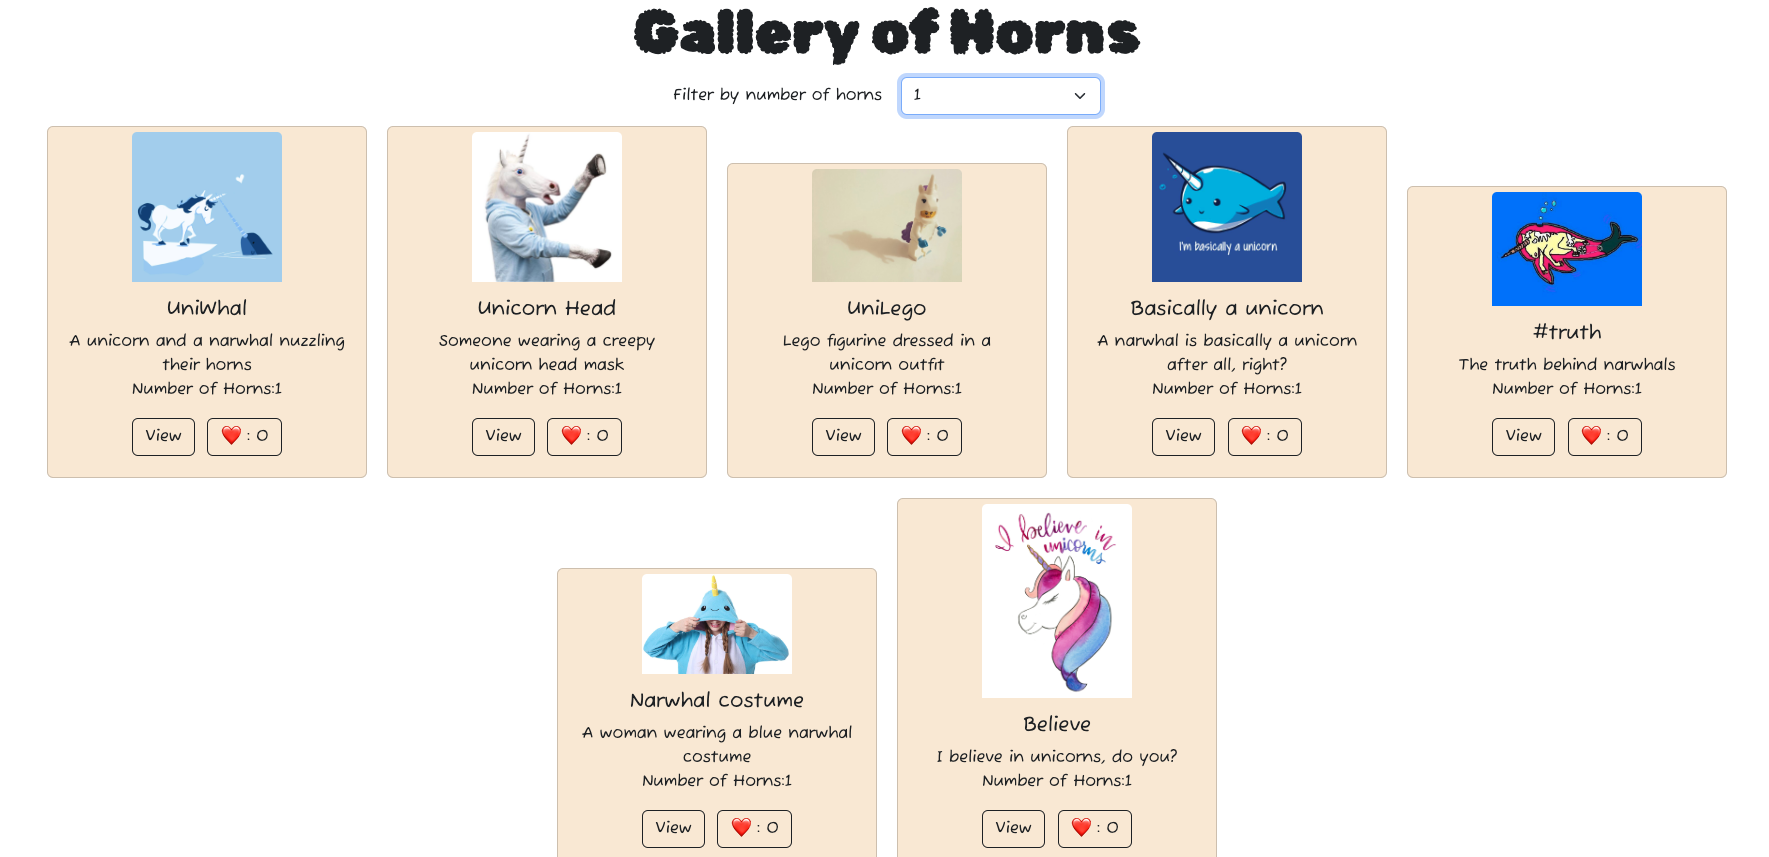 Gallery of Horns
Filter by number of horns
1
UniWhal
A unicorn and a narwhal nuzzling
their horns
Number of Horns:1
View
❤️ : 0
Unicorn Head
Someone wearing a creepy
unicorn head mask
Number of Horns:1
View
❤️ : 0
UniLego
Lego figurine dressed in a
unicorn outfit
Number of Horns:1
View
❤️ : 0
I'm basically a unicorn
Basically a unicorn
A narwhal is basically a unicorn
after all, right?
Number of Horns:1
View
❤️ : 0
#truth
The truth behind narwhals
Number of Horns:1
View
❤️ : 0
Narwhal costume
A woman wearing a blue narwhal
costume
Number of Horns:1
View
❤️ : 0
I believe in
unicorns
Believe
I believe in unicorns, do you?
Number of Horns:1
View
❤️ : 0